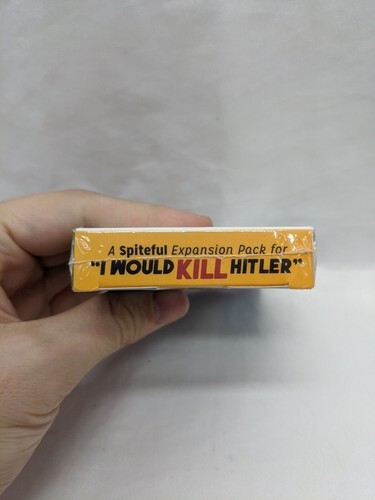 A Spiteful Expansion Pack for
"I WOULD KILL HITLER"